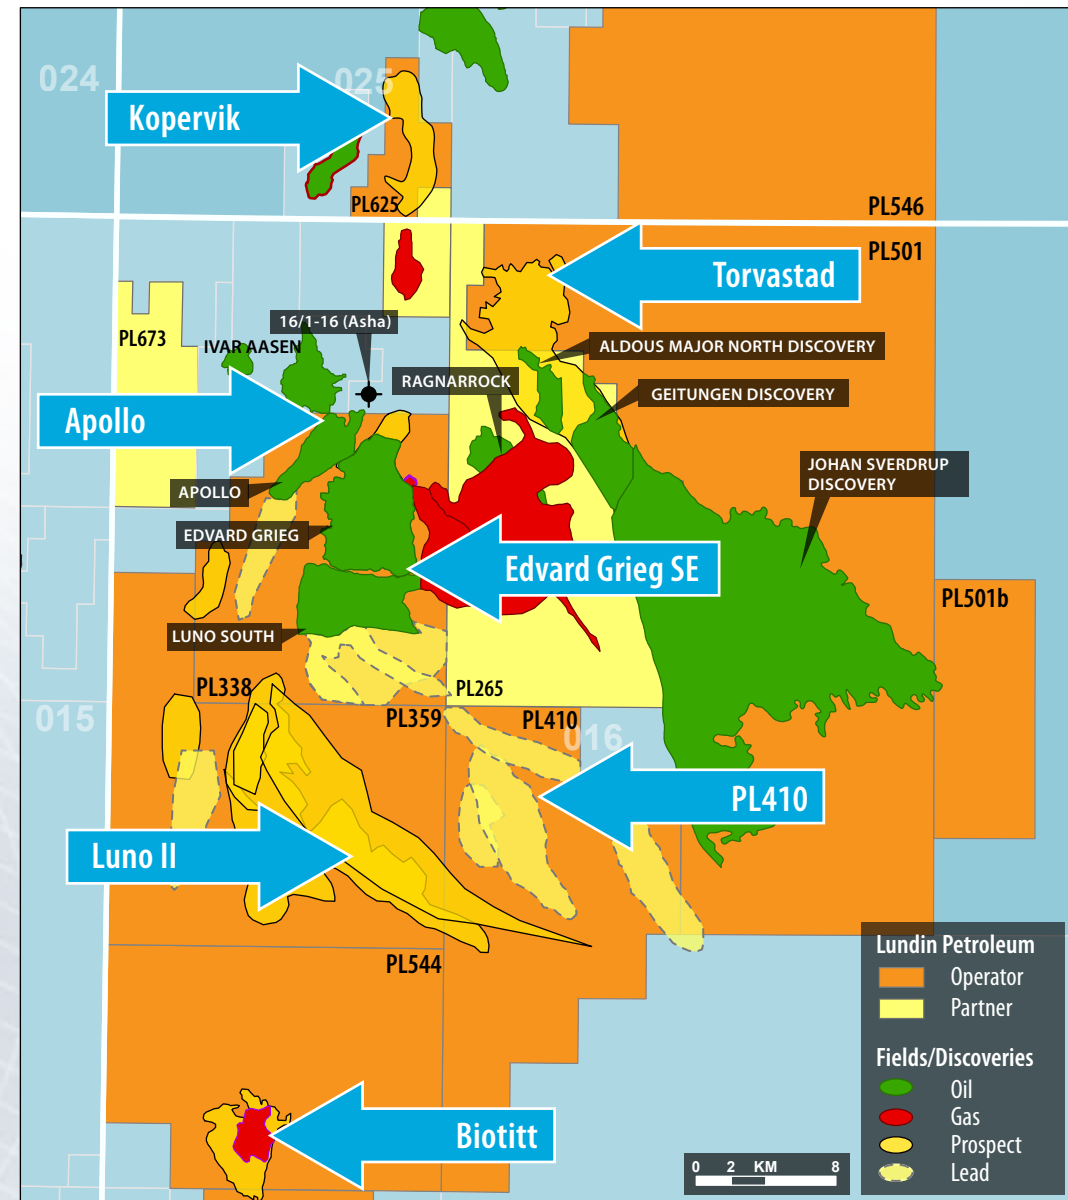 024
025
Kopervik
PL625
PL546
PL501
Torvastad
16/1-16 (Asha)
PL673
IVAR AASEN
ALDOUS MAJOR NORTH DISCOVERY
RAGNARROCK
GEITUNGEN DISCOVERY
Apollo
JOHAN SVERDRUP
DISCOVERY
APOLLO
EDVARD GRIEG
Edvard Grieg SE
PL501b
LUNO SOUTH
PL338
PL265
015
PL359
PL410
016
PL410
Luno II
PL544
Biotitt
Lundin Petroleum
Operator
Partner
Fields/Discoveries
Oil
Gas
Prospect
Lead
0 2 KM 8